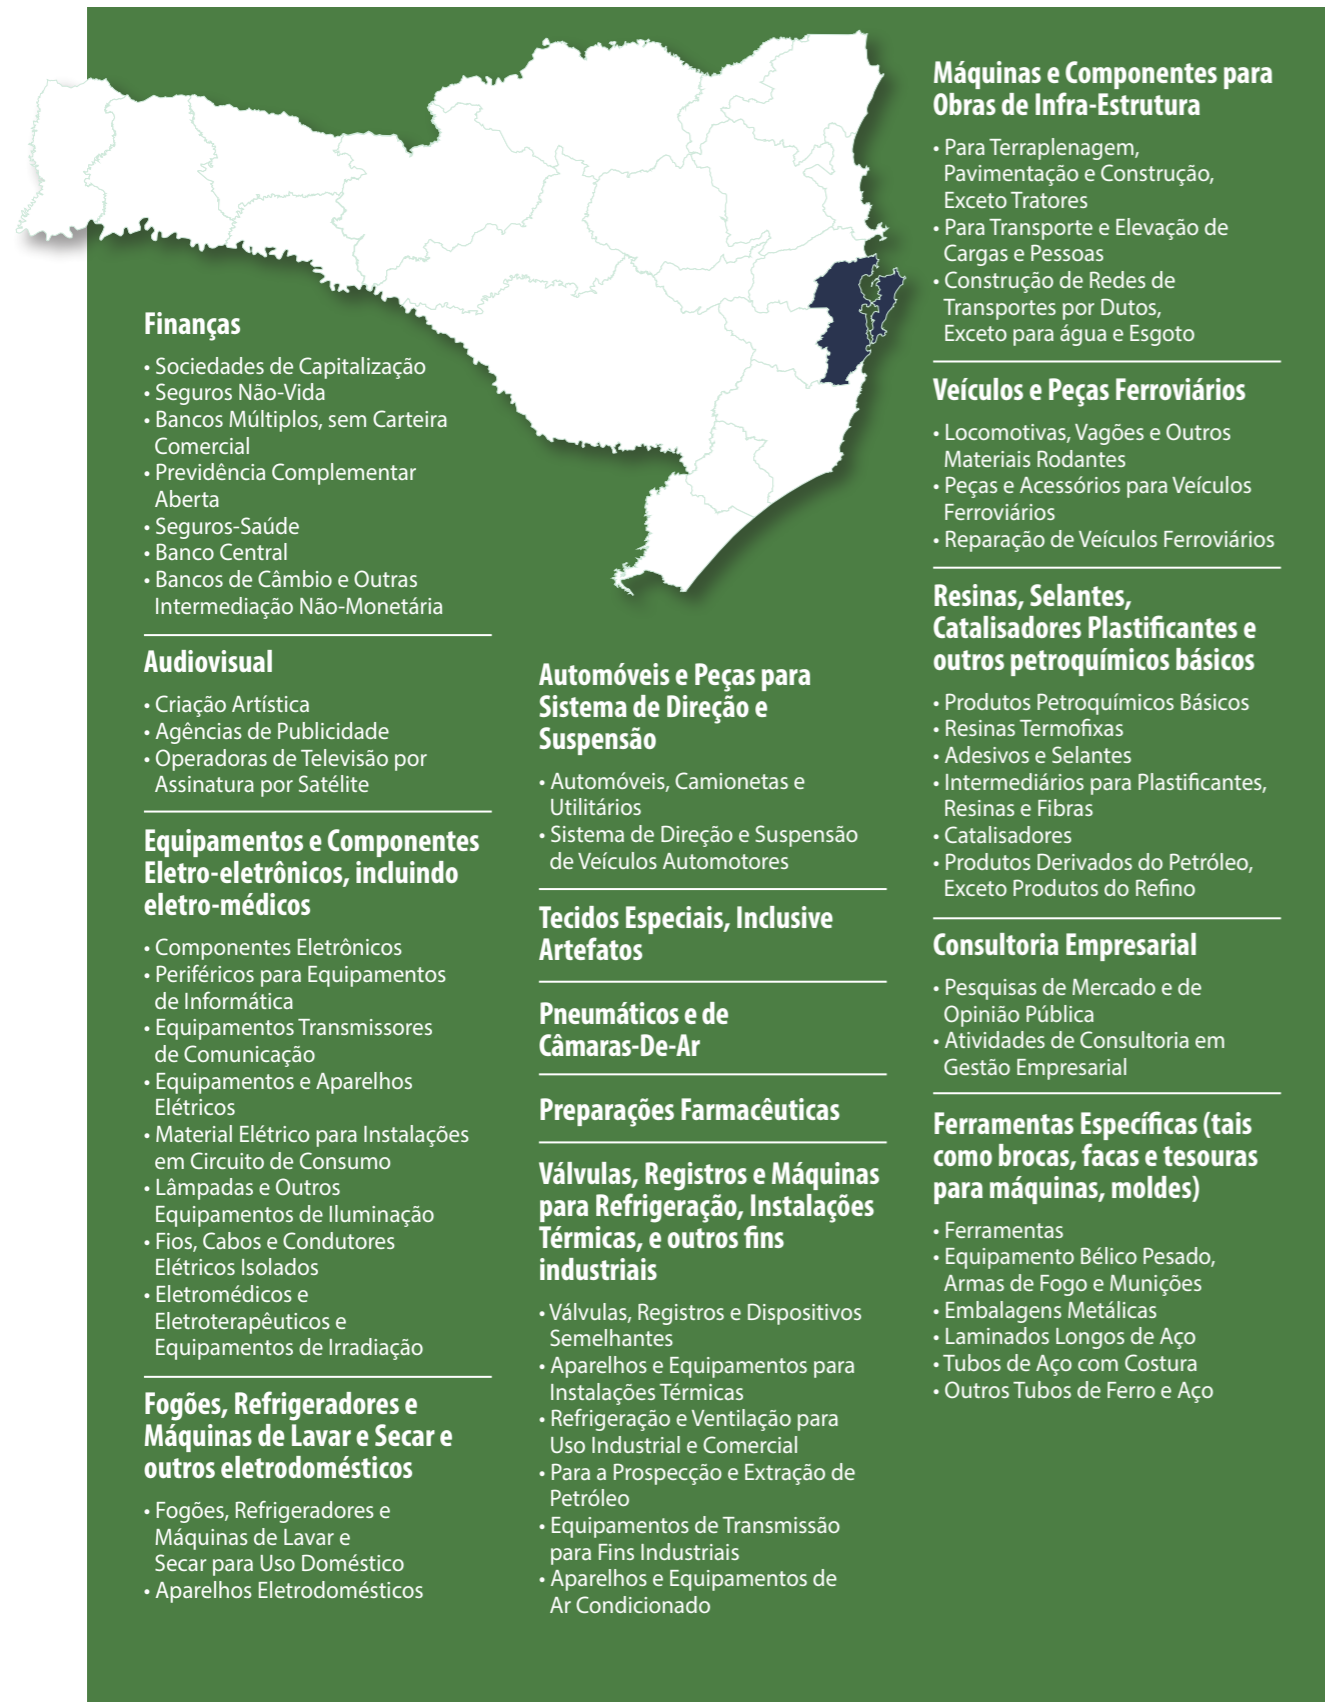 Finanças
• Sociedades de Capitalização
• Seguros Não-Vida
• Bancos Múltiplos, sem Carteira
Comercial
• Previdência Complementar
Aberta
• Seguros-Saúde
• Banco Central
• Bancos de Câmbio e Outras
Intermediação Não-Monetária
Audiovisual
• Criação Artística
• Agências de Publicidade
• Operadoras de Televisão por
Assinatura por Satélite
Equipamentos e Componentes
Eletro-eletrônicos, incluindo
eletro-médicos
• Componentes Eletrônicos
• Periféricos para Equipamentos
de Informática
• Equipamentos Transmissores
de Comunicação
• Equipamentos e Aparelhos
Elétricos
• Material Elétrico para Instalações
em Circuito de Consumo
• Lâmpadas e Outros
Equipamentos de Iluminação
• Fios, Cabos e Condutores
Elétricos Isolados
• Eletromédicos e
Eletroterapêuticos e
Equipamentos de Irradiação
Fogões, Refrigeradores e
Máquinas de Lavar e Secar e
outros eletrodomésticos
• Fogões, Refrigeradores e
Máquinas de Lavar e
Secar para Uso Doméstico
• Aparelhos Eletrodomésticos
Automóveis e Peças para
Sistema de Direção e
Suspensão
• Automóveis, Camionetas e
Utilitários
• Sistema de Direção e Suspensão
de Veículos Automotores
Tecidos Especiais, Inclusive
Artefatos
Pneumáticos e de
Câmaras-De-Ar
Preparações Farmacêuticas
Válvulas, Registros e Máquinas
para Refrigeração, Instalações
Térmicas, e outros fins
industriais
• Válvulas, Registros e Dispositivos
Semelhantes
• Aparelhos e Equipamentos para
Instalações Térmicas
• Refrigeração e Ventilação para
Uso Industrial e Comercial
• Para a Prospecção e Extração de
Petróleo
• Equipamentos de Transmissão
para Fins Industriais
• Aparelhos e Equipamentos de
Ar Condicionado
Máquinas e Componentes para
Obras de Infra-Estrutura
• Para Terraplenagem,
Pavimentação e Construção,
Exceto Tratores
• Para Transporte e Elevação de
Cargas e Pessoas
• Construção de Redes de
Transportes por Dutos,
Exceto para água e Esgoto
Veículos e Peças Ferroviários
• Locomotivas, Vagões e Outros
Materiais Rodantes
• Peças e Acessórios para Veículos
Ferroviários
• Reparação de Veículos Ferroviários
Resinas, Selantes,
Catalisadores Plastificantes e
outros petroquímicos básicos
• Produtos Petroquímicos Básicos
• Resinas Termofixas
• Adesivos e Selantes
• Intermediários para Plastificantes,
Resinas e Fibras
• Catalisadores
• Produtos Derivados do Petróleo,
Exceto Produtos do Refino
Consultoria Empresarial
• Pesquisas de Mercado e de
Opinião Pública
• Atividades de Consultoria em
Gestão Empresarial
Ferramentas Específicas (tais
como brocas, facas e tesouras
para máquinas, moldes)
• Ferramentas
• Equipamento Bélico Pesado,
Armas de Fogo e Munições
• Embalagens Metálicas
• Laminados Longos de Aço
• Tubos de Aço com Costura
• Outros Tubos de Ferro e Aço